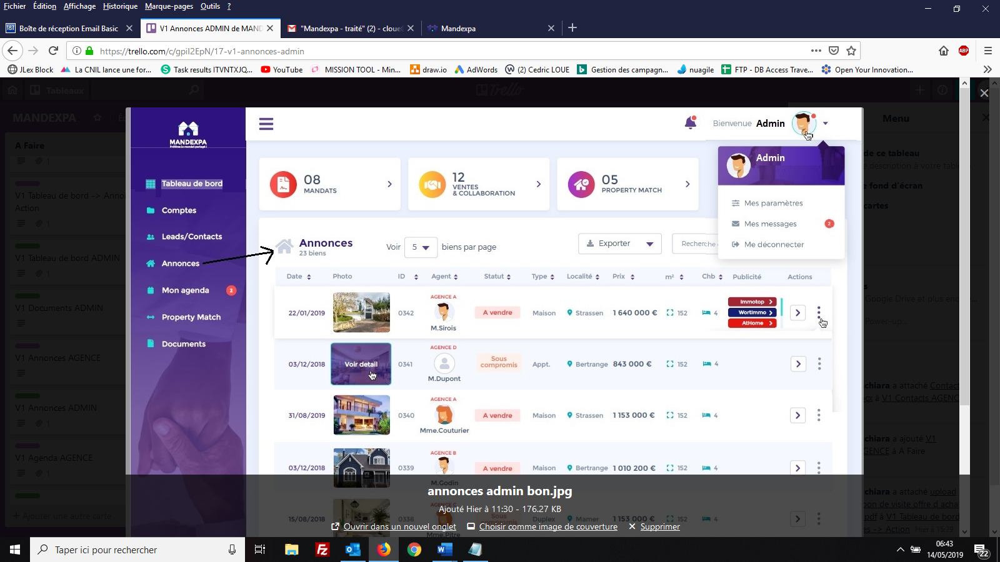 Fichier Édition Affichage Historique Marque-pages Outils ?
Boîte de réception Email Basic
V1 Annonces ADMIN de MAND
"Mandexpa - traité" (2) - cloue
Mandexpa
https://trello.com/c/gpiI2EpN/17-v1-annonces-admin
JLex Block
La CNIL lance une for...
Task results ITVNTXJQ...
YouTube
MISSION TOOL - Min...
draw.io
AdWords
(2) Cedric LOUE
Gestion des campagn...
nuagile
FTP - DB Access Trave...
Open Your Innovation...
Tableaux
Trello
MANDEXPA
Menu
A Faire
1
V1 Tableau de bord -> Anno
Action
1
V1 Tableau de bord ADMIN
1
V1 Documents ADMIN
V1 Annonces AGENCE
V1 Annonces ADMIN
1
V1 Agenda AGENCE
1
+ Ajouter une autre carte
MANDEXPA
Tableau de bord
Comptes
Leads/Contacts
Annonces
Mon agenda 2
Property Match
Documents
Bienvenue Admin
Admin
Mes paramètres
Mes messages 2
Me déconnecter
08
MANDATS
12
VENTES
& COLLABORATION
05
PROPERTY MATCH
Annonces
23 biens
Voir 5 biens par page
Exporter
Recherche
Date Photo ID Agent Statut Type Localité Prix m² Chb Publicité Actions
22/01/2019 0342 AGENCE A M.Sirois A vendre Maison Strassen 1 640 000 € 152 4
Immotop
WortImmo
AtHome
03/12/2018 Voir detail 0341 AGENCE D M.Dupont Sous compromis Appt. Bertrange 843 000 € 152 4
31/08/2019 0340 AGENCE A Mme.Couturier A vendre Maison Strassen 1 153 000 € 152 4
03/12/2018 0339 AGENCE B M.Godin A vendre Maison Bertrange 1 010 200 € 152 4
15/08/2018 0338 AGENCE C Mme.Pitre Sous compromis Duplex Mamer 1 153 000 € 152 4
de ce tableau
description à votre table
e fond d'écran
cartes
s
Google Drive et plus enc
Power-up...
chiara a attaché Contac
cx à V1 Contacts AGENC
chiara a ajouté V1
GENCE à A Faire
chiara a attaché upload
on de visite offre d achat
pdf à V1 Tableau de bord
es -> Action Hier à 15:29
annonces admin bon.jpg
Ajouté Hier à 11:30 - 176.27 KB
Ouvrir dans un nouvel onglet
Choisir comme image de couverture
Supprimer
Taper ici pour rechercher
06:43
14/05/2019
22